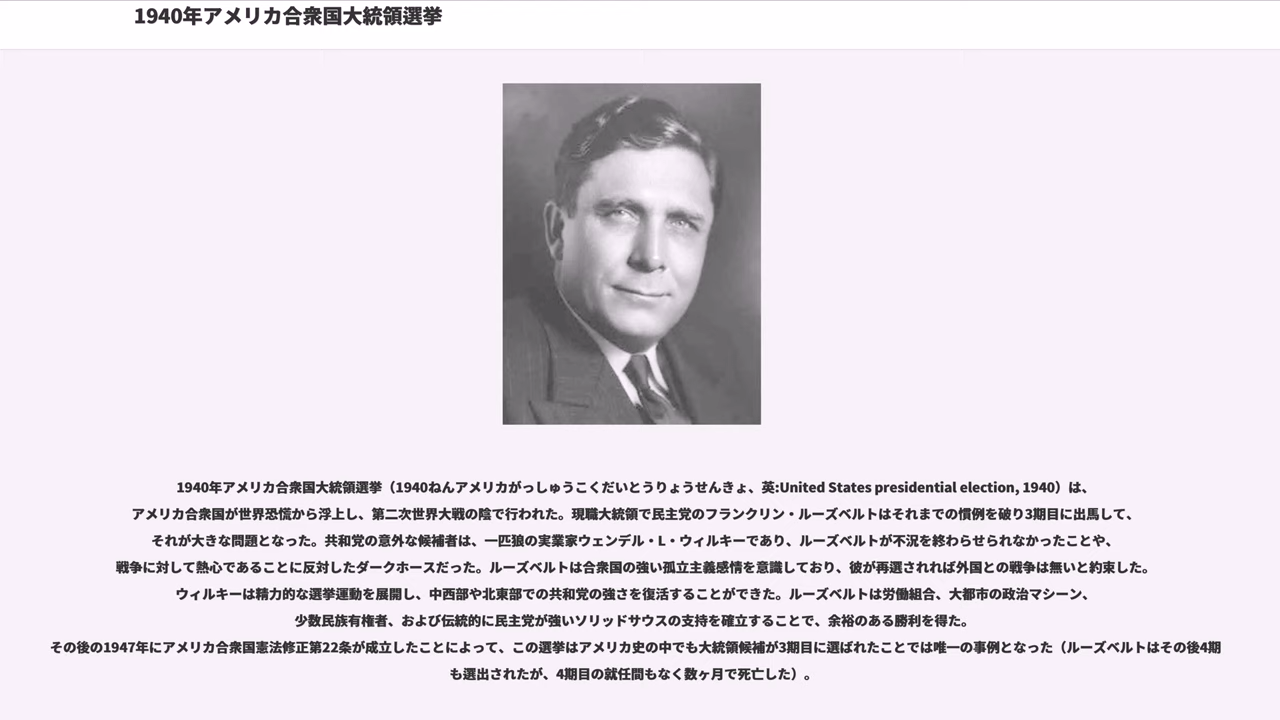 1940年アメリカ合衆国大統領選挙
1940年アメリカ合衆国大統領選挙（1940ねんアメリカがっしゅうこくだいとうりょうせんきょ、英:United States presidential election, 1940）は、
アメリカ合衆国が世界恐慌から浮上し、第二次世界大戦の陰で行われた。現職大統領で民主党のフランクリン・ルーズベルトはそれまでの慣例を破り3期目に出馬して、
それが大きな問題となった。共和党の意外な候補者は、一匹狼の実業家ウェンデル・L・ウィルキーであり、ルーズベルトが不況を終わらせられなかったことや、
戦争に対して熱心であることに反対したダークホースだった。ルーズベルトは合衆国の強い孤立主義感情を意識しており、彼が再選されれば外国との戦争は無いと約束した。
ウィルキーは精力的な選挙運動を展開し、中西部や北東部での共和党の強さを復活することができた。ルーズベルトは労働組合、大都市の政治マシーン、
少数民族有権者、および伝統的に民主党が強いソリッドサウスの支持を確立することで、余裕のある勝利を得た。
その後の1947年にアメリカ合衆国憲法修正第22条が成立したことによって、この選挙はアメリカ史の中でも大統領候補が3期目に選ばれたことでは唯一の事例となった（ルーズベルトはその後4期
も選出されたが、4期目の就任間もなく数ヶ月で死亡した）。